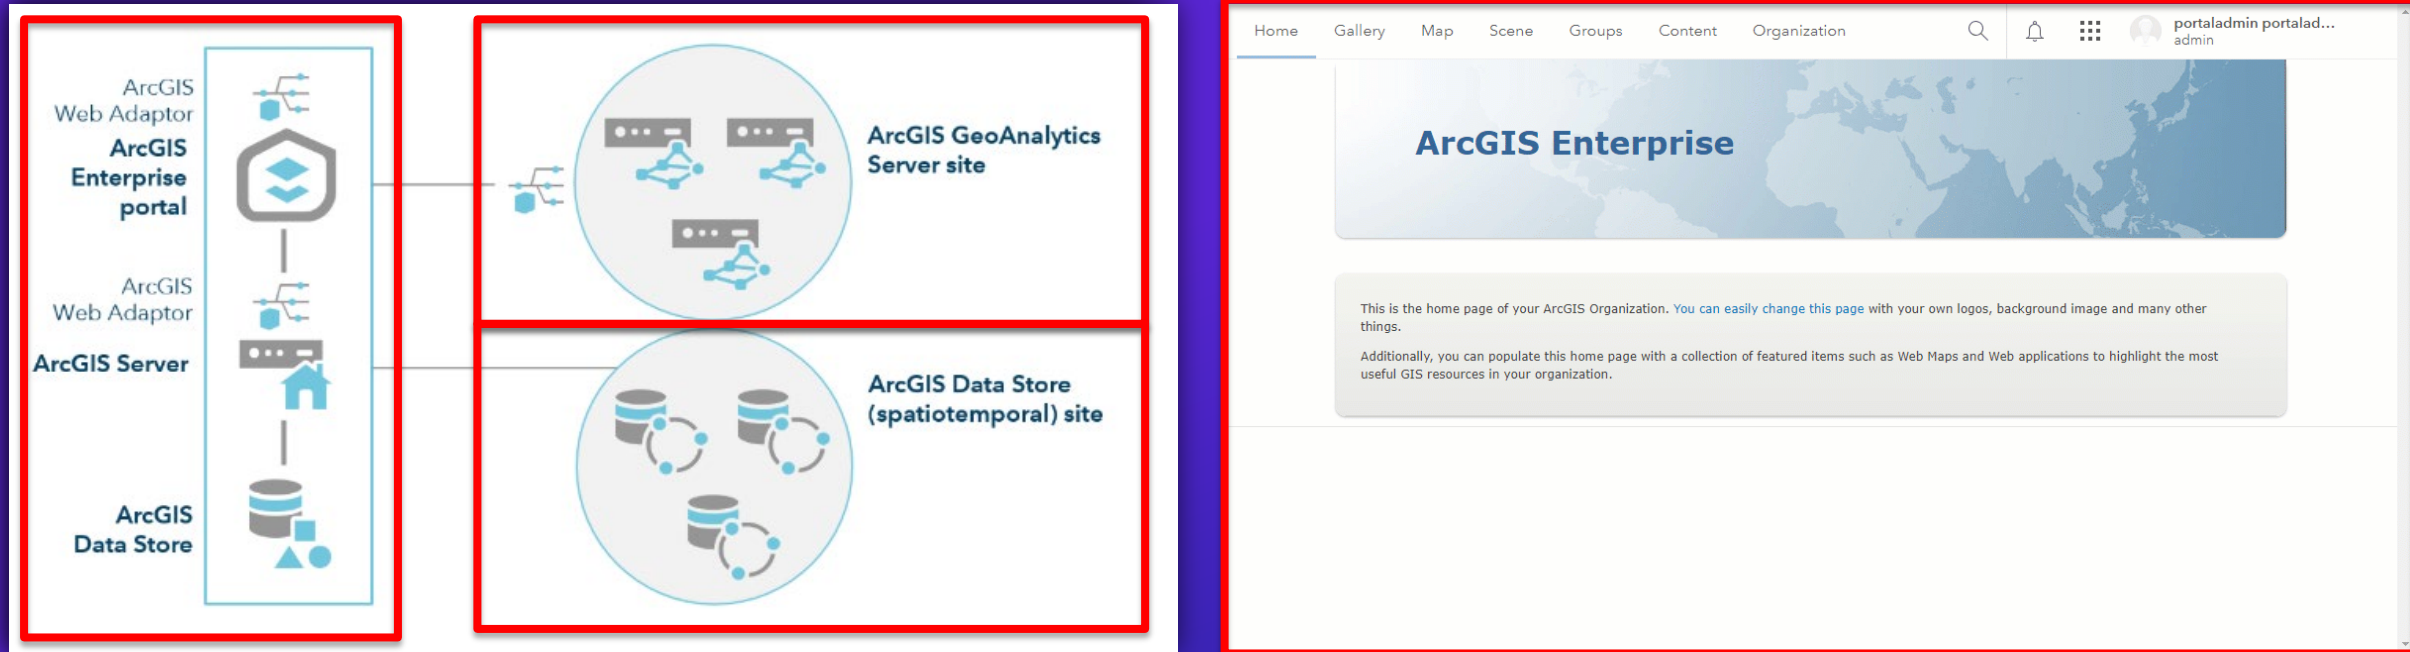 ArcGIS
Web Adaptor
ArcGIS
Enterprise
portal
ArcGIS
Web Adaptor
ArcGIS Server
ArcGIS
Data Store
ArcGIS GeoAnalytics
Server site
ArcGIS Data Store
(spatiotemporal) site
Home Gallery Map Scene Groups Content Organization
portaladmin portalad...
admin
ArcGIS Enterprise
This is the home page of your ArcGIS Organization. You can easily change this page with your own logos, background image and many other
things.
Additionally, you can populate this home page with a collection of featured items such as Web Maps and Web applications to highlight the most
useful GIS resources in your organization.